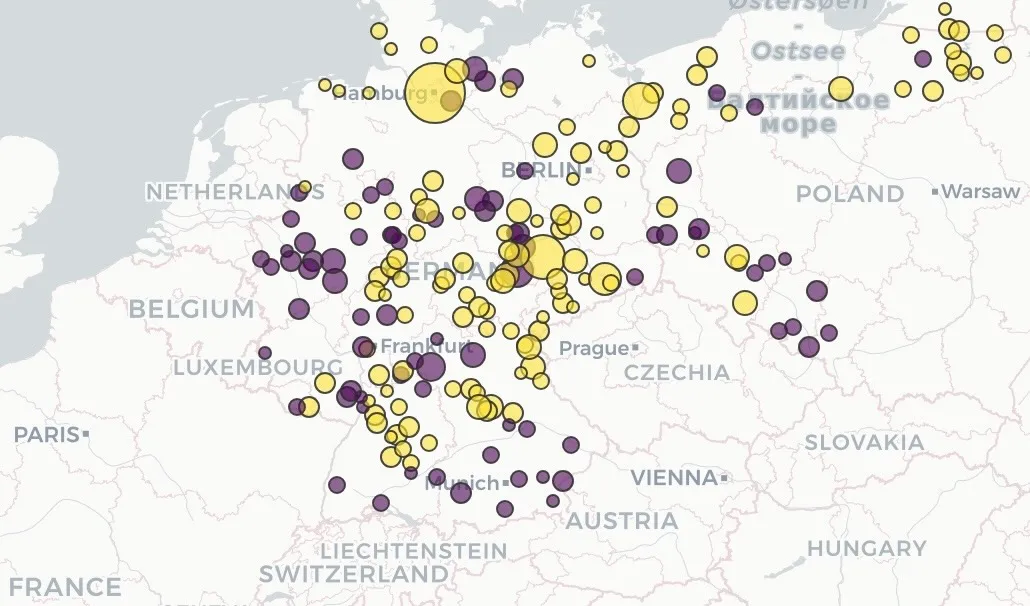 Østersøen
-
Ostsee
-
Балтийское
море
Hamburg
BERLIN
NETHERLANDS
POLAND
Warsaw
GERMANY
BELGIUM
Frankfurt
Prague
LUXEMBOURG
CZECHIA
PARIS
SLOVAKIA
Munich
VIENNA
AUSTRIA
LIECHTENSTEIN
HUNGARY
SWITZERLAND
FRANCE